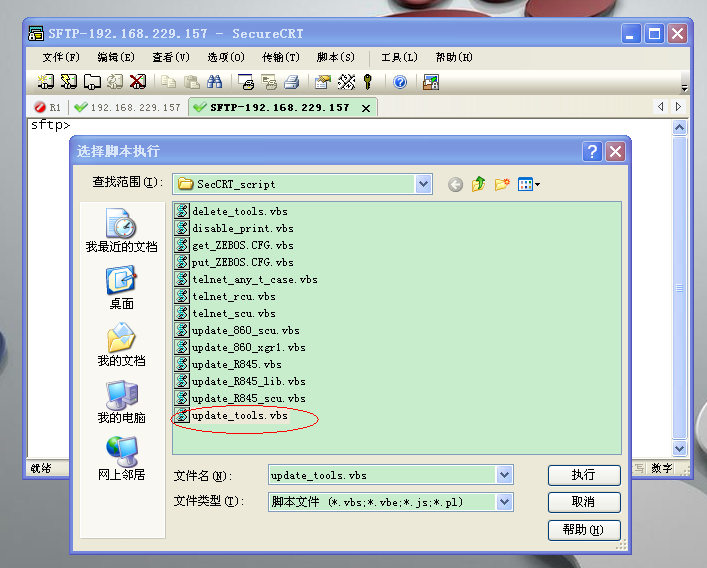 SFTP-192.168.229.157 - SecureCRT
文件(F) 编辑(E) 查看(V) 选项(O) 传输(T) 脚本(S) 工具(L) 帮助(H)
R1 192.168.229.157 SFTP-192.168.229.157
sftp>
选择脚本执行
查找范围(I): SecCRT_script
我最近的文档
桌面
我的文档
我的电脑
网上邻居
delete_tools.vbs
disable_print.vbs
get_ZEBOS.CFG.vbs
put_ZEBOS.CFG.vbs
telnet_any_t_case.vbs
telnet_rcu.vbs
telnet_scu.vbs
update_860_scu.vbs
update_860_xgr1.vbs
update_R845.vbs
update_R845_lib.vbs
update_R845_scu.vbs
update_tools.vbs
文件名(N): update_tools.vbs 执行
文件类型(T): 脚本文件 (*.vbs;*.vbe;*.js;*.pl) 取消
帮助(H)
就绪 写 数字